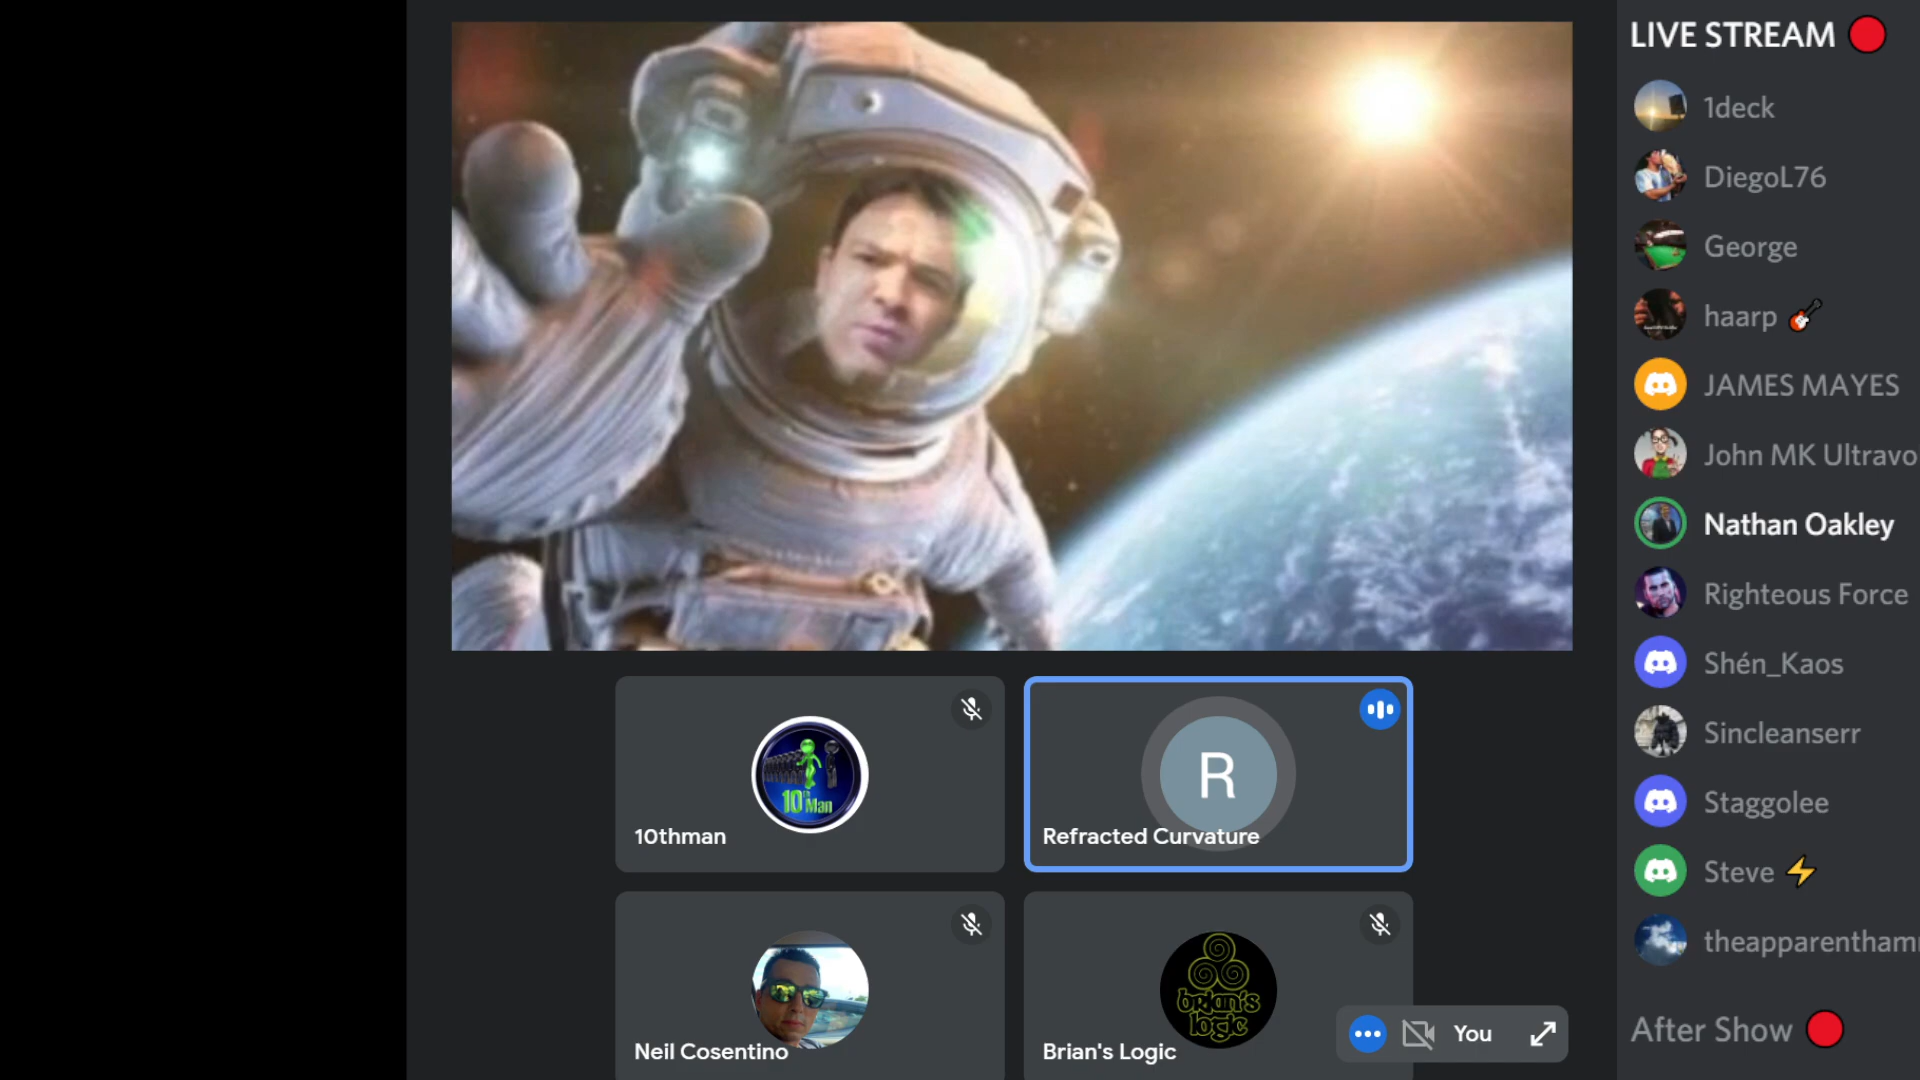 LIVE STREAM
1deck
DiegoL76
George
haarp
JAMES MAYES
John MK Ultravo
Nathan Oakley
Righteous Force
Shén_Kaos
Sincleanserr
Staggolee
Steve
theapparentham
After Show
10th Man
10thman
R
Refracted Curvature
Neil Cosentino
brian's
logic
Brian's Logic
You